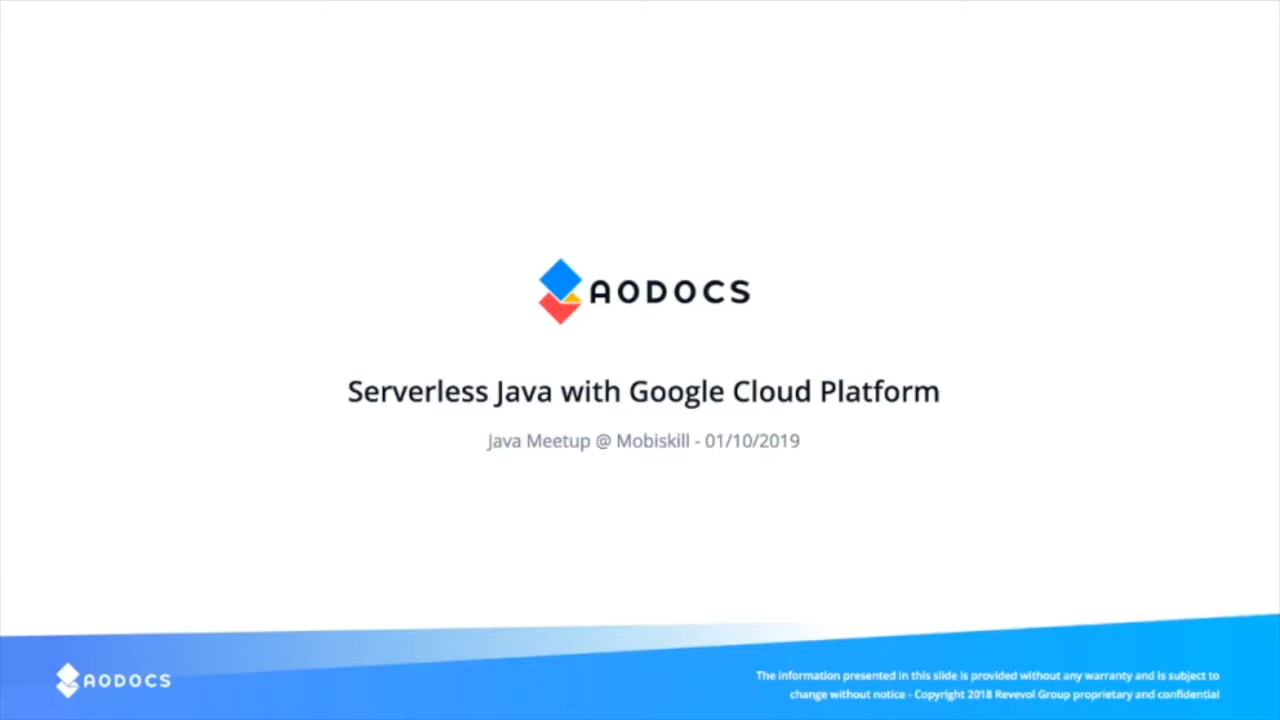 AODOCS
Serverless Java with Google Cloud Platform
Java Meetup @ Mobiskill - 01/10/2019
AODOCS
The information presented in this slide is provided without any warranty and is subject to
change without notice - Copyright 2018 Revevol Group proprietary and confidential